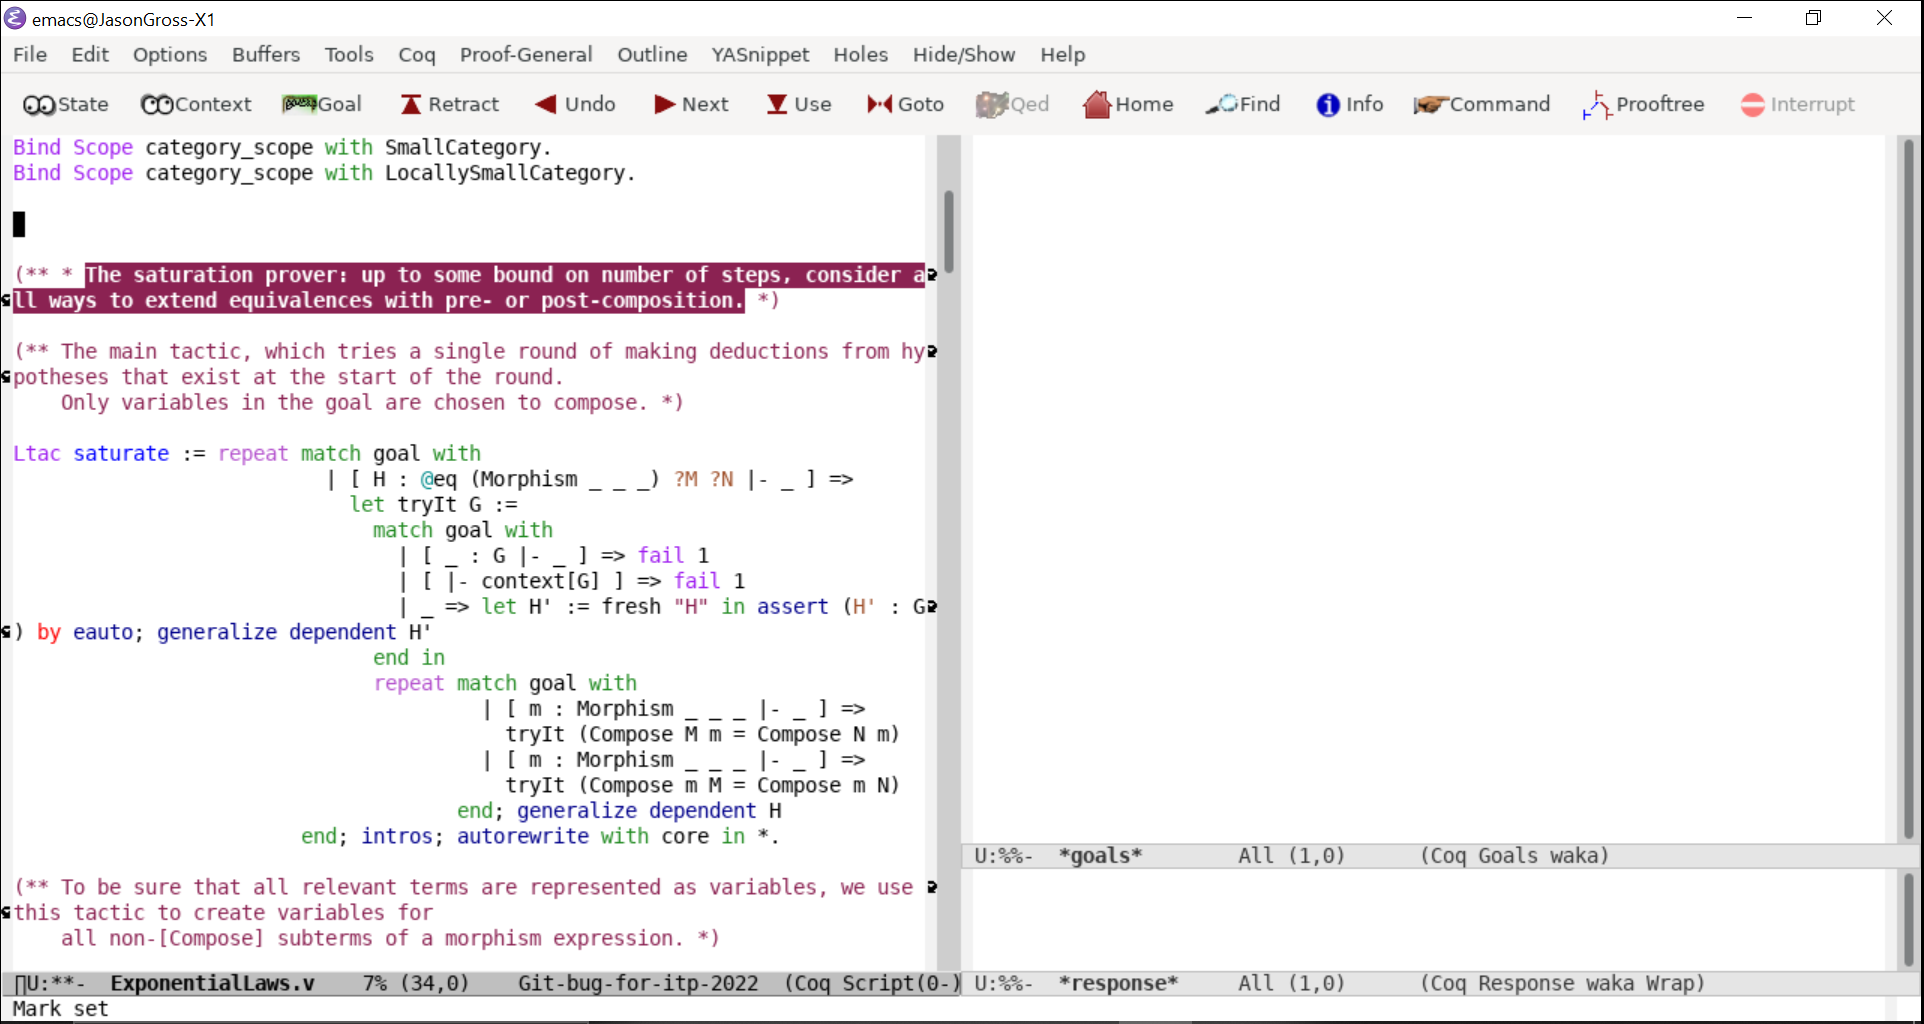 emacs@JasonGross-X1
File Edit Options Buffers Tools Coq Proof-General Outline YASnippet Holes Hide/Show Help
State Context Goal Retract Undo Next Use Goto Qed Home Find Info Command Prooftree Interrupt
Bind Scope category_scope with SmallCategory.
Bind Scope category_scope with LocallySmallCategory.
(** * The saturation prover: up to some bound on number of steps, consider a
ll ways to extend equivalences with pre- or post-composition. *)
(** The main tactic, which tries a single round of making deductions from hy
potheses that exist at the start of the round.
Only variables in the goal are chosen to compose. *)
Ltac saturate := repeat match goal with
| [ H : @eq (Morphism _ _ _) ?M ?N |- _ ] =>
let tryIt G :=
match goal with
| [ _ : G |- _ ] => fail 1
| [ |- context[G] ] => fail 1
| _ => let H' := fresh "H" in assert (H' : G
) by eauto; generalize dependent H'
end in
repeat match goal with
| [ m : Morphism _ _ _ |- _ ] =>
tryIt (Compose M m = Compose N m)
| [ m : Morphism _ _ _ |- _ ] =>
tryIt (Compose m M = Compose m N)
end; generalize dependent H
end; intros; autorewrite with core in *.
(** To be sure that all relevant terms are represented as variables, we use
this tactic to create variables for
all non-[Compose] subterms of a morphism expression. *)
U:**- ExponentialLaws.v 7% (34,0) Git-bug-for-itp-2022 (Coq Script(0-)
Mark set
U:%%- *goals* All (1,0) (Coq Goals waka)
U:%%- *response* All (1,0) (Coq Response waka Wrap)